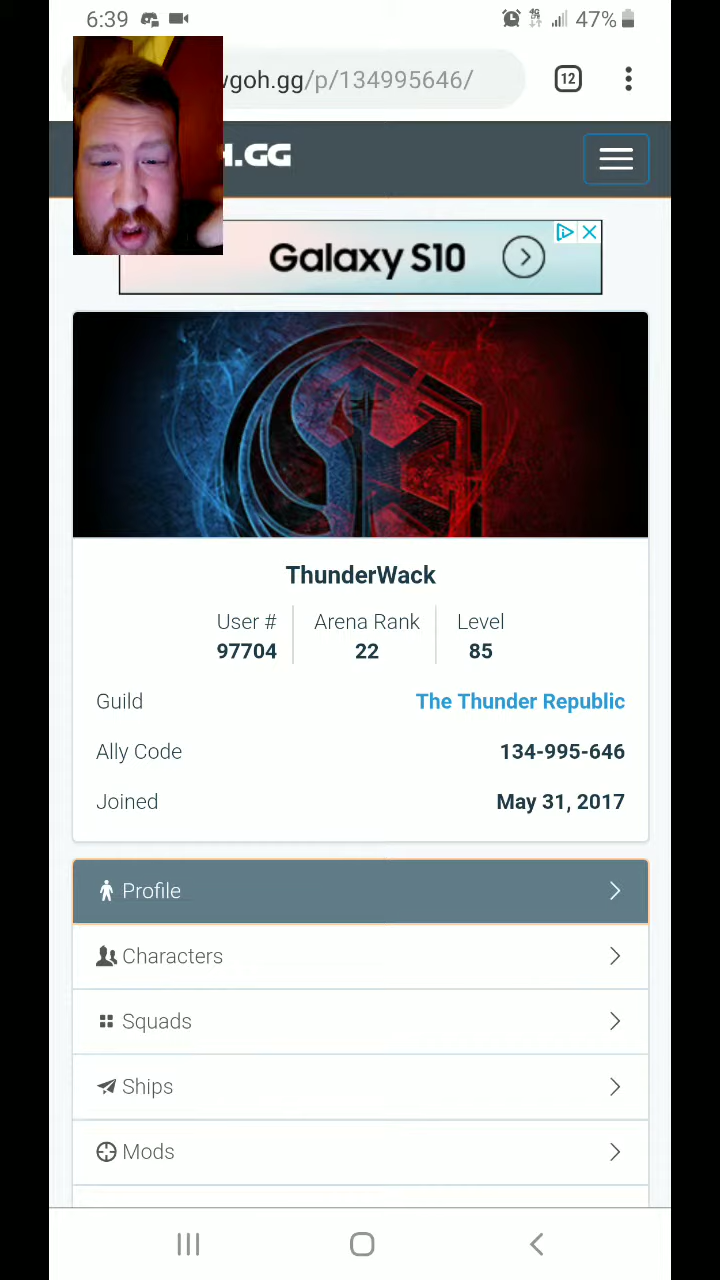 6:39 47%
vgoh.gg/p/134995646/ 12
H.GG
Galaxy S10
ThunderWack
User # Arena Rank Level
97704 22 85
Guild The Thunder Republic
Ally Code 134-995-646
Joined May 31, 2017
Profile
Characters
Squads
Ships
Mods